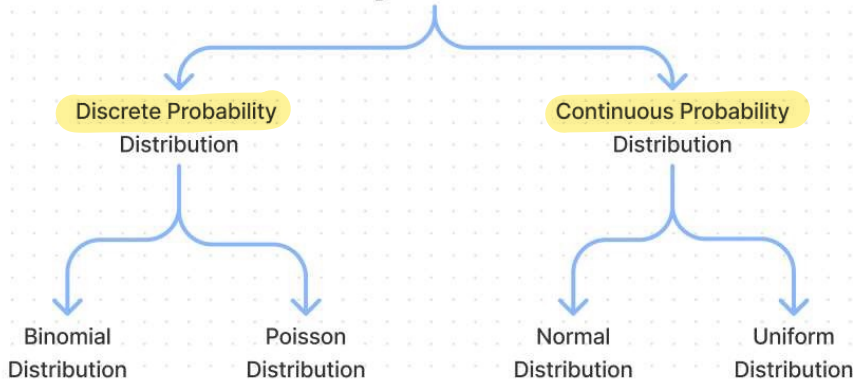 Discrete Probability
Distribution
Continuous Probability
Distribution
Binomial
Distribution
Poisson
Distribution
Normal
Distribution
Uniform
Distribution